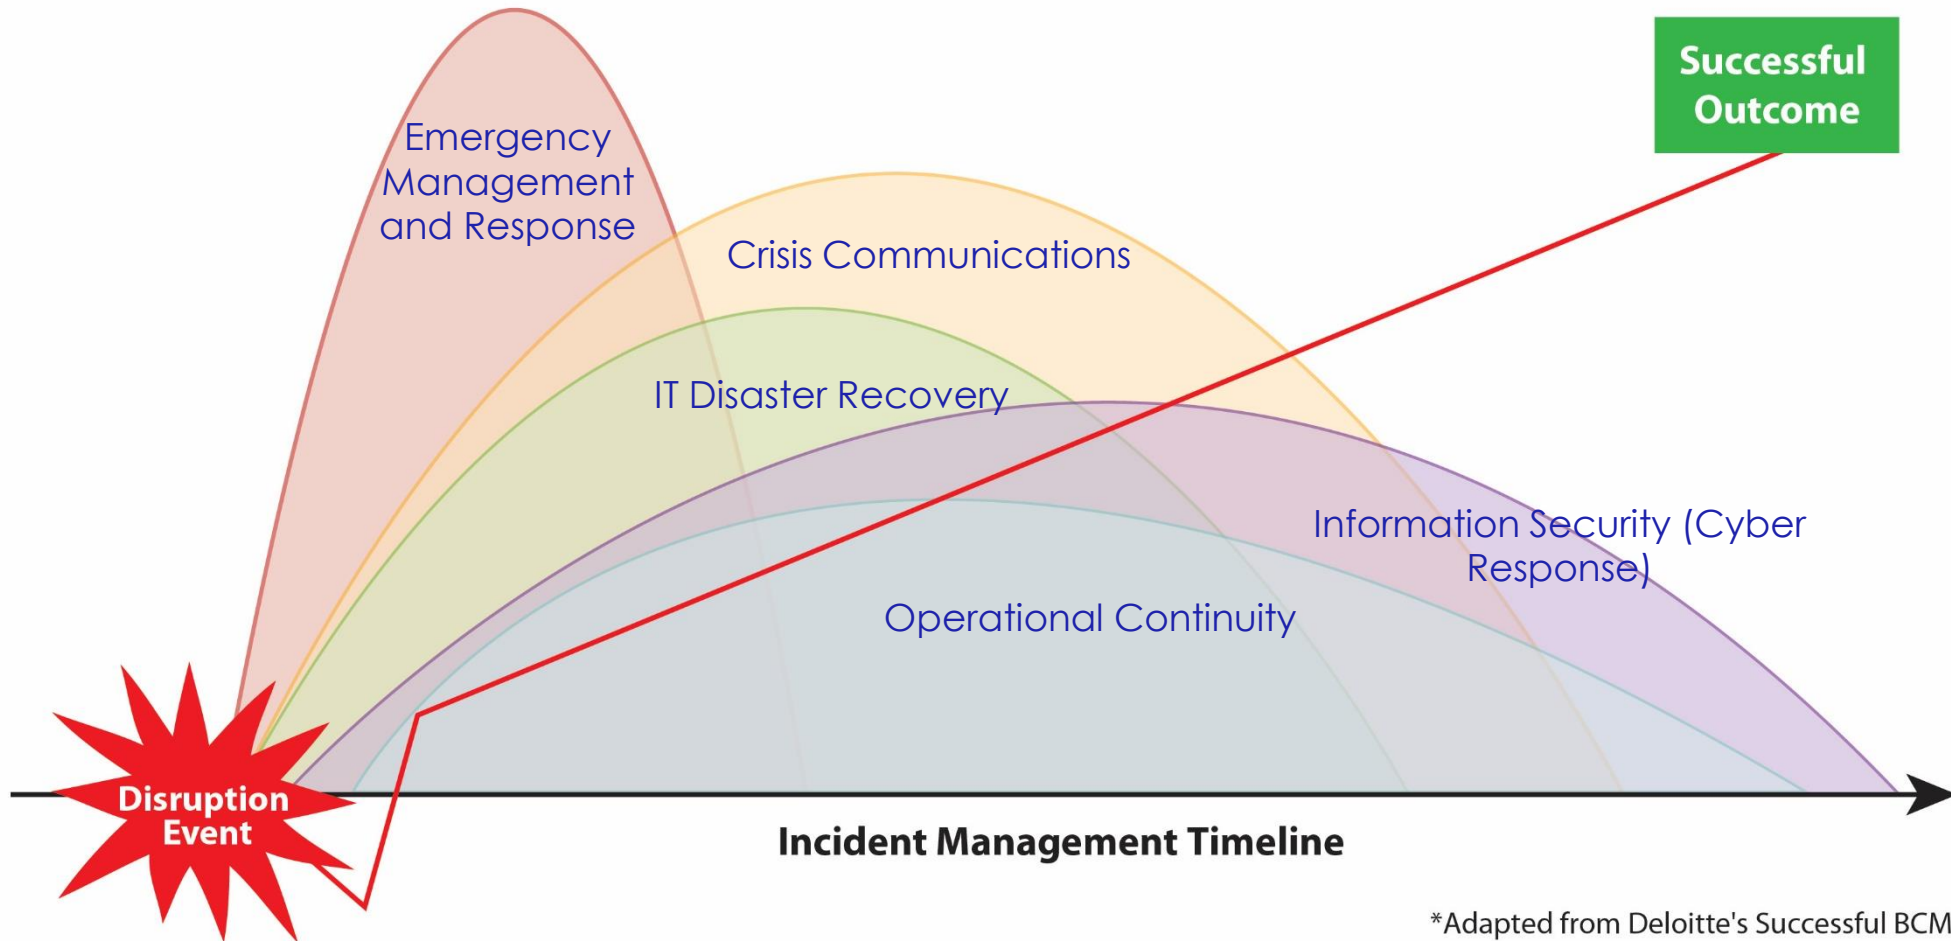 Successful
Outcome
Emergency
Management
and Response
Crisis Communications
IT Disaster Recovery
Information Security (Cyber
Response)
Operational Continuity
Disruption
Event
Incident Management Timeline
*Adapted from Deloitte's Successful BCM